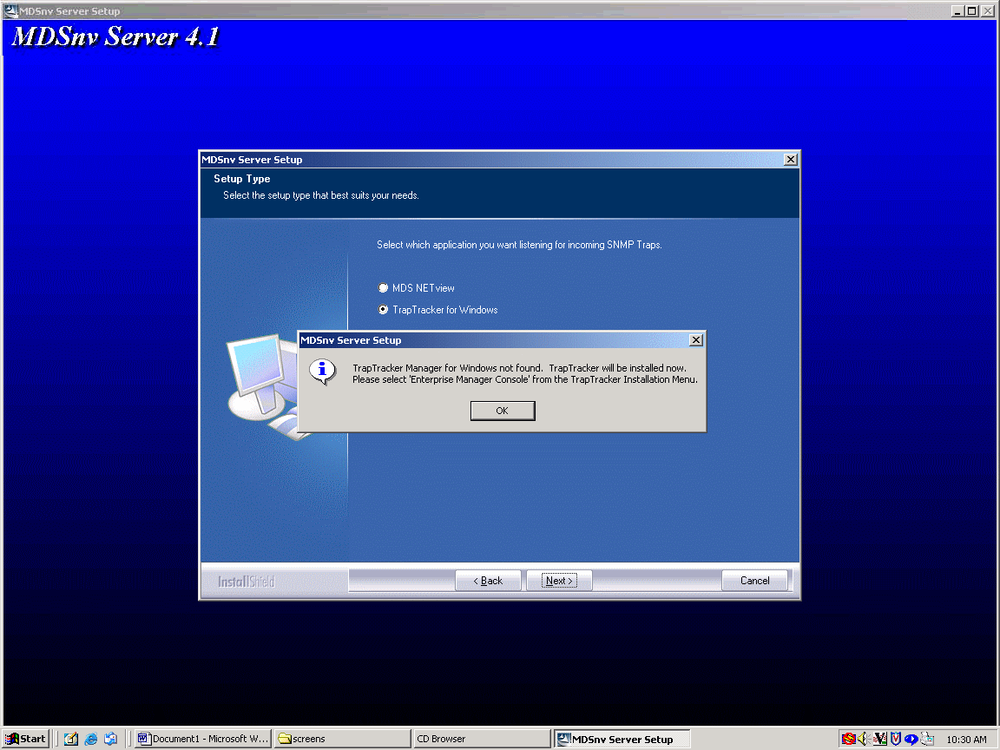 MDSnv Server Setup
MDSnv Server 4.1
MDSnv Server Setup
Setup Type
Select the setup type that best suits your needs.
Select which application you want listening for incoming SNMP Traps.
MDS NETview
TrapTracker for Windows
MDSnv Server Setup
TrapTracker Manager for Windows not found.  TrapTracker will be installed now.
Please select 'Enterprise Manager Console' from the TrapTracker Installation Menu.
OK
InstallShield
< Back
Next >
Cancel
Start
Document1 - Microsoft W...
screens
CD Browser
MDSnv Server Setup
10:30 AM